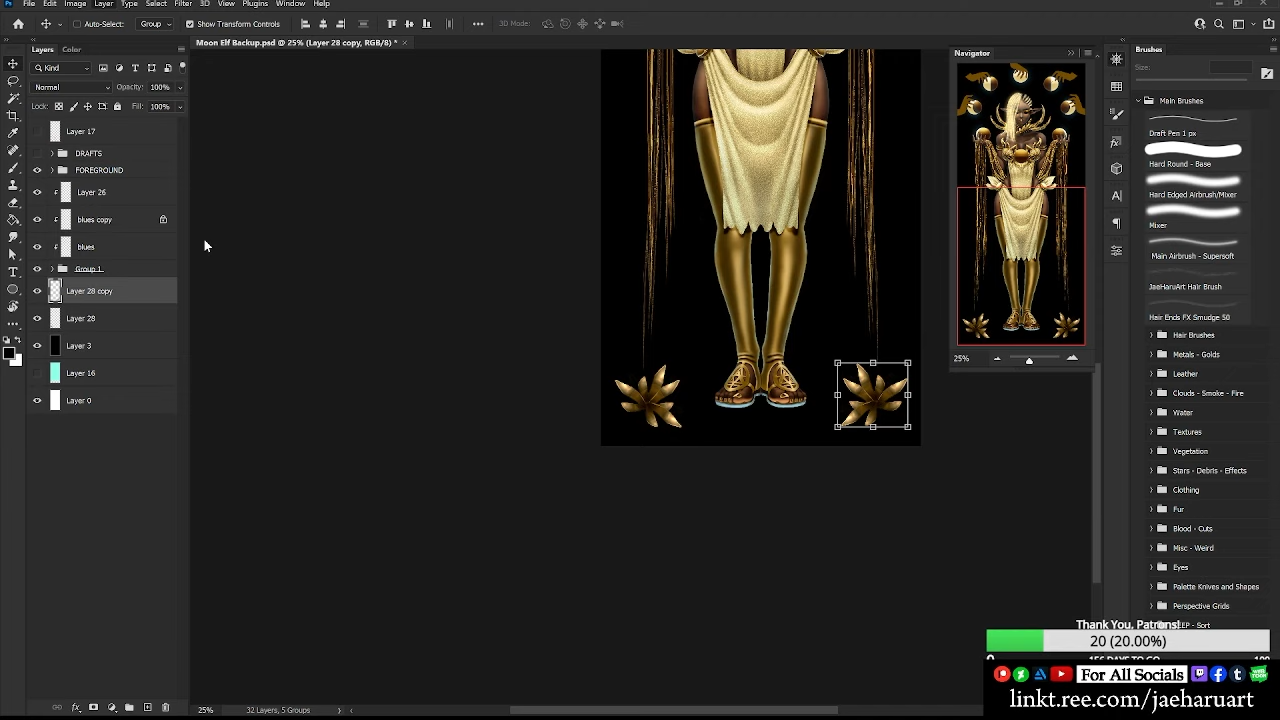 File Edit Image Layer Type Select Filter 3D View Plugins Window Help
Auto-Select: Group Show Transform Controls 3D Mode:
Layers Color
Moon Elf Backup.psd @ 25% (Layer 28 copy, RGB/8) *
Navigator
Brushes
Kind
Size:
Normal Opacity: 100%
Lock: Fill: 100%
Main Brushes
Layer 17
Draft Pen 1 px
DRAFTS
Hard Round - Base
FOREGROUND
Layer 26
Hard Edged Airbrush/Mixer
blues copy
Mixer
blues
Main Airbrush - Supersoft
Group 1
JaeHaruArt Hair Brush
Layer 28 copy
Layer 28
Hair Ends FX Smudge 50
Hair Brushes
Layer 3
25%
Metals - Golds
Layer 16
Leather
Clouds - Smoke - Fire
Layer 0
Water
Textures
Vegetation
Stars - Debris - Effects
Clothing
Fur
Blood - Cuts
Misc - Weird
Eyes
Palette Knives and Shapes
Perspective Grids
Thank You, Patrons!
20 (20.00%)
For All Socials
linkt.ree.com/jaeharuart
25% 32 Layers, 5 Groups